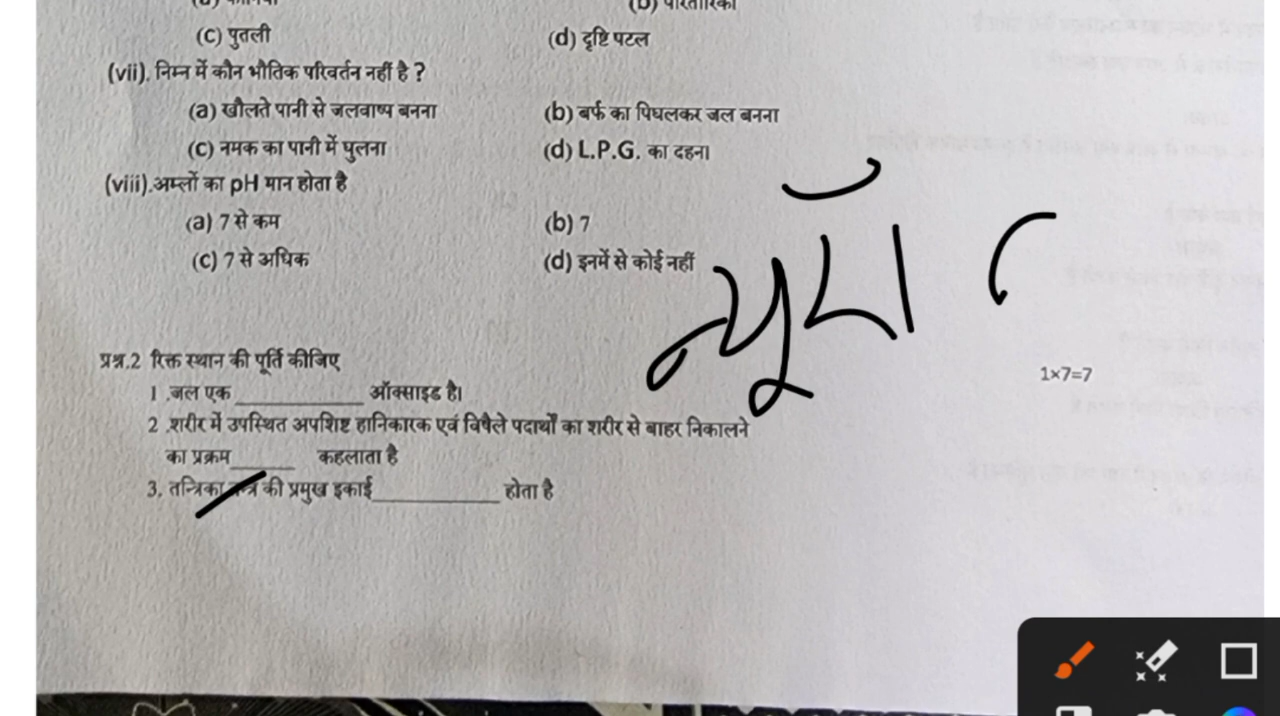 (c) पुतली (d) दृष्टि पटल
(vii). निम्न में कौन भौतिक परिवर्तन नहीं है ?
(a) खौलते पानी से जलवाष्प बनना (b) बर्फ का पिघलकर जल बनना
(c) नमक का पानी में घुलना (d) L.P.G. का दहन।
(viii).अम्लों का pH मान होता है
(a) 7 से कम (b) 7
(c) 7 से अधिक (d) इनमें से कोई नहीं
प्रश्न.2 रिक्त स्थान की पूर्ति कीजिए
1×7=7
1 .जल एक ____________ ऑक्साइड है।
2 .शरीर में उपस्थित अपशिष्ट हानिकारक एवं विषैले पदार्थों का शरीर से बाहर निकालने
का प्रक्रम______ कहलाता है
3. तन्त्रिका तन्त्र की प्रमुख इकाई____________ होता है